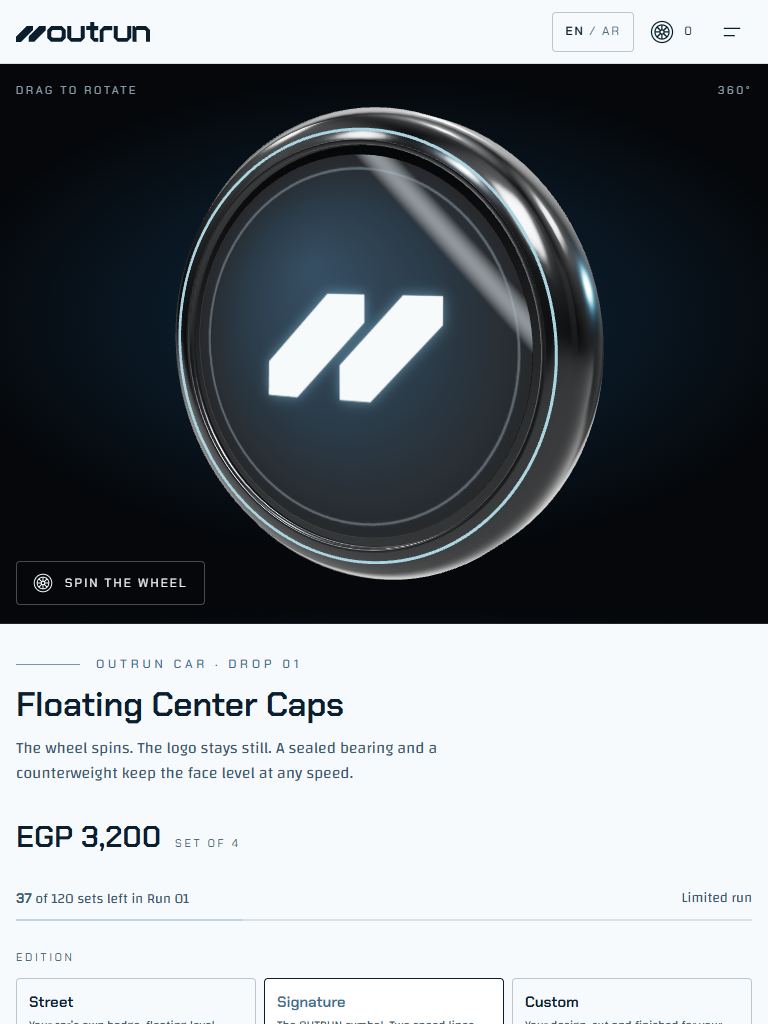 outrun
EN / AR
0
DRAG TO ROTATE
360°
SPIN THE WHEEL
OUTRUN CAR · DROP 01
Floating Center Caps
The wheel spins. The logo stays still. A sealed bearing and a
counterweight keep the face level at any speed.
EGP 3,200 SET OF 4
37 of 120 sets left in Run 01
Limited run
EDITION
Street
Signature
Custom